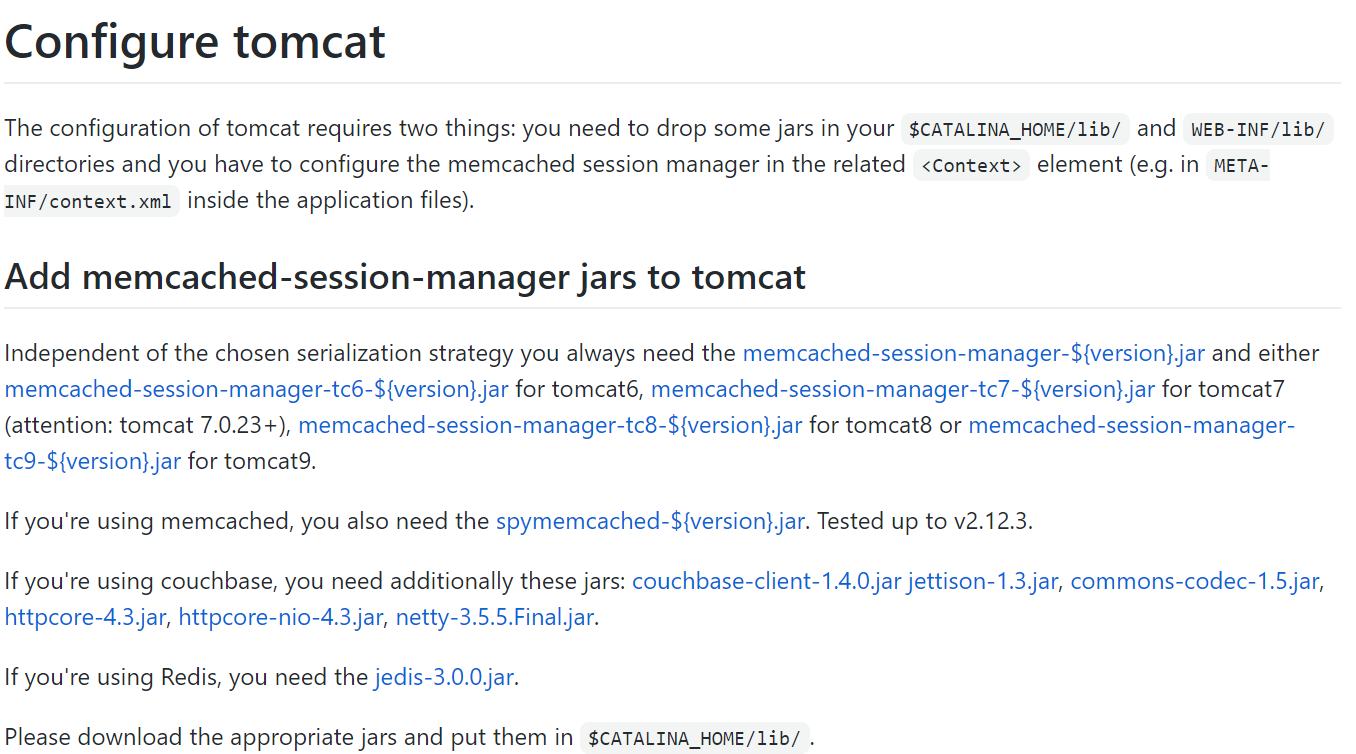 Configure tomcat
The configuration of tomcat requires two things: you need to drop some jars in your $CATALINA_HOME/lib/ and WEB-INF/lib/
directories and you have to configure the memcached session manager in the related <Context> element (e.g. in META-
INF/context.xml inside the application files).
Add memcached-session-manager jars to tomcat
Independent of the chosen serialization strategy you always need the memcached-session-manager-${version}.jar and either
memcached-session-manager-tc6-${version}.jar for tomcat6, memcached-session-manager-tc7-${version}.jar for tomcat7
(attention: tomcat 7.0.23+), memcached-session-manager-tc8-${version}.jar for tomcat8 or memcached-session-manager-
tc9-${version}.jar for tomcat9.
If you're using memcached, you also need the spymemcached-${version}.jar. Tested up to v2.12.3.
If you're using couchbase, you need additionally these jars: couchbase-client-1.4.0.jar jettison-1.3.jar, commons-codec-1.5.jar,
httpcore-4.3.jar, httpcore-nio-4.3.jar, netty-3.5.5.Final.jar.
If you're using Redis, you need the jedis-3.0.0.jar.
Please download the appropriate jars and put them in $CATALINA_HOME/lib/ .